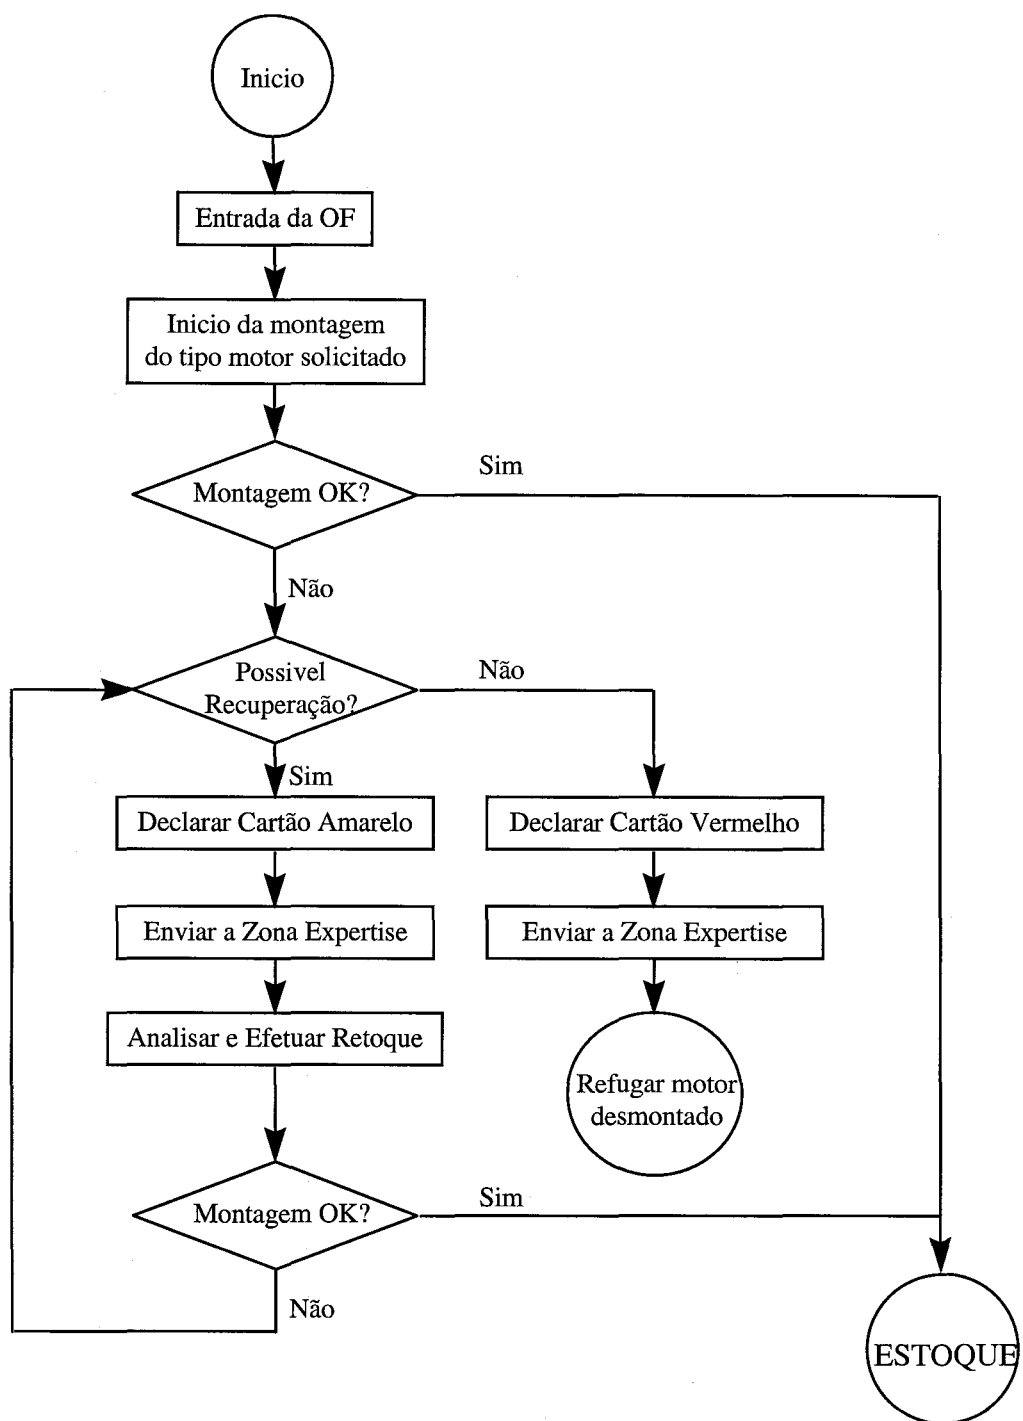 Inicio
Entrada da OF
Inicio da montagem
do tipo motor solicitado
Montagem OK?
Sim
Não
Possivel
Recuperação?
Não
Sim
Declarar Cartão Amarelo
Declarar Cartão Vermelho
Enviar a Zona Expertise
Enviar a Zona Expertise
Analisar e Efetuar Retoque
Refugar motor
desmontado
Montagem OK?
Sim
Não
ESTOQUE